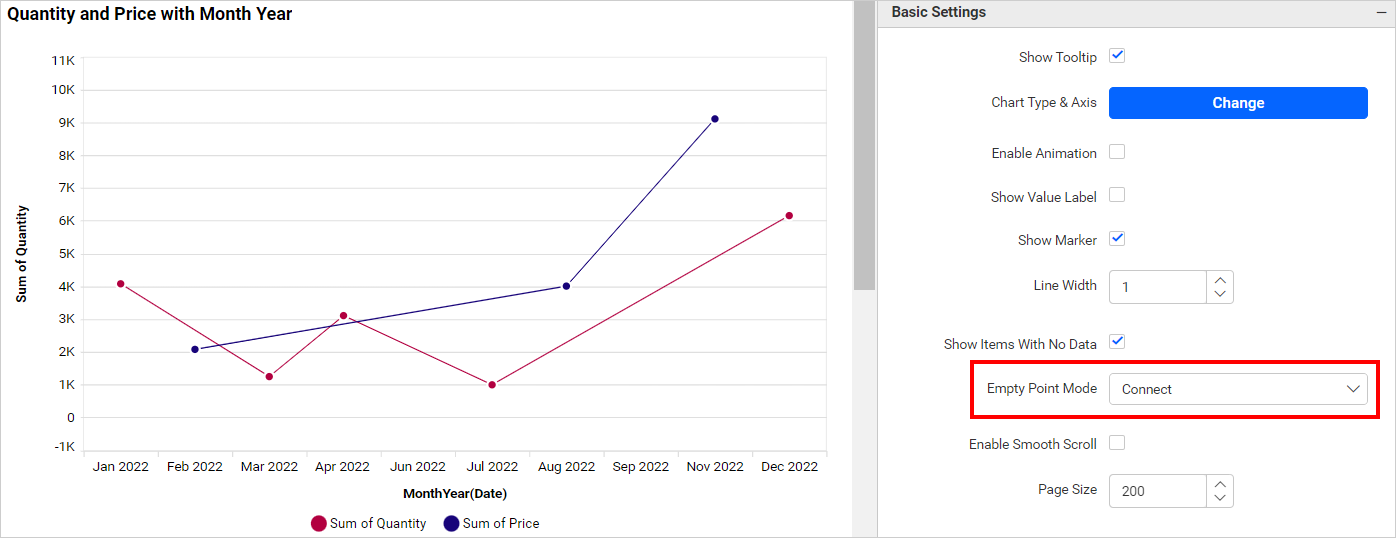 Quantity and Price with Month Year
11K
10K
9K
8K
7K
6K
5K
4K
3K
2K
1K
0
-1K
Sum of Quantity
Jan 2022 Feb 2022 Mar 2022 Apr 2022 Jun 2022 Jul 2022 Aug 2022 Sep 2022 Nov 2022 Dec 2022
MonthYear(Date)
Sum of Quantity Sum of Price
Basic Settings
Show Tooltip
Chart Type & Axis Change
Enable Animation
Show Value Label
Show Marker
Line Width 1
Show Items With No Data
Empty Point Mode Connect
Enable Smooth Scroll
Page Size 200